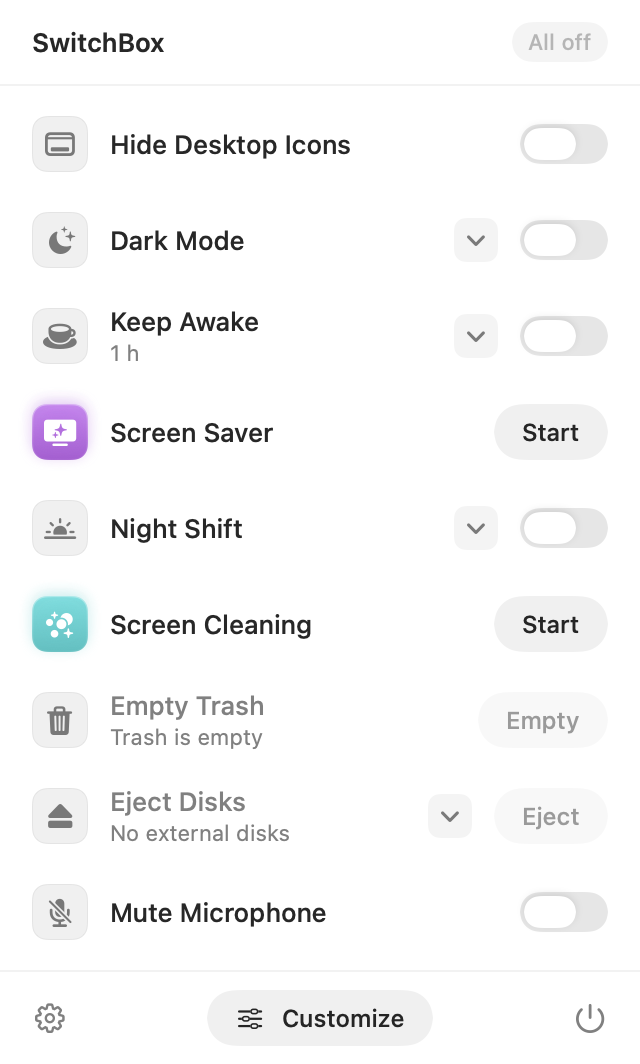 SwitchBox
All off
Hide Desktop Icons
Dark Mode
Keep Awake
1 h
Screen Saver
Start
Night Shift
Screen Cleaning
Start
Empty Trash
Trash is empty
Empty
Eject Disks
No external disks
Eject
Mute Microphone
Customize